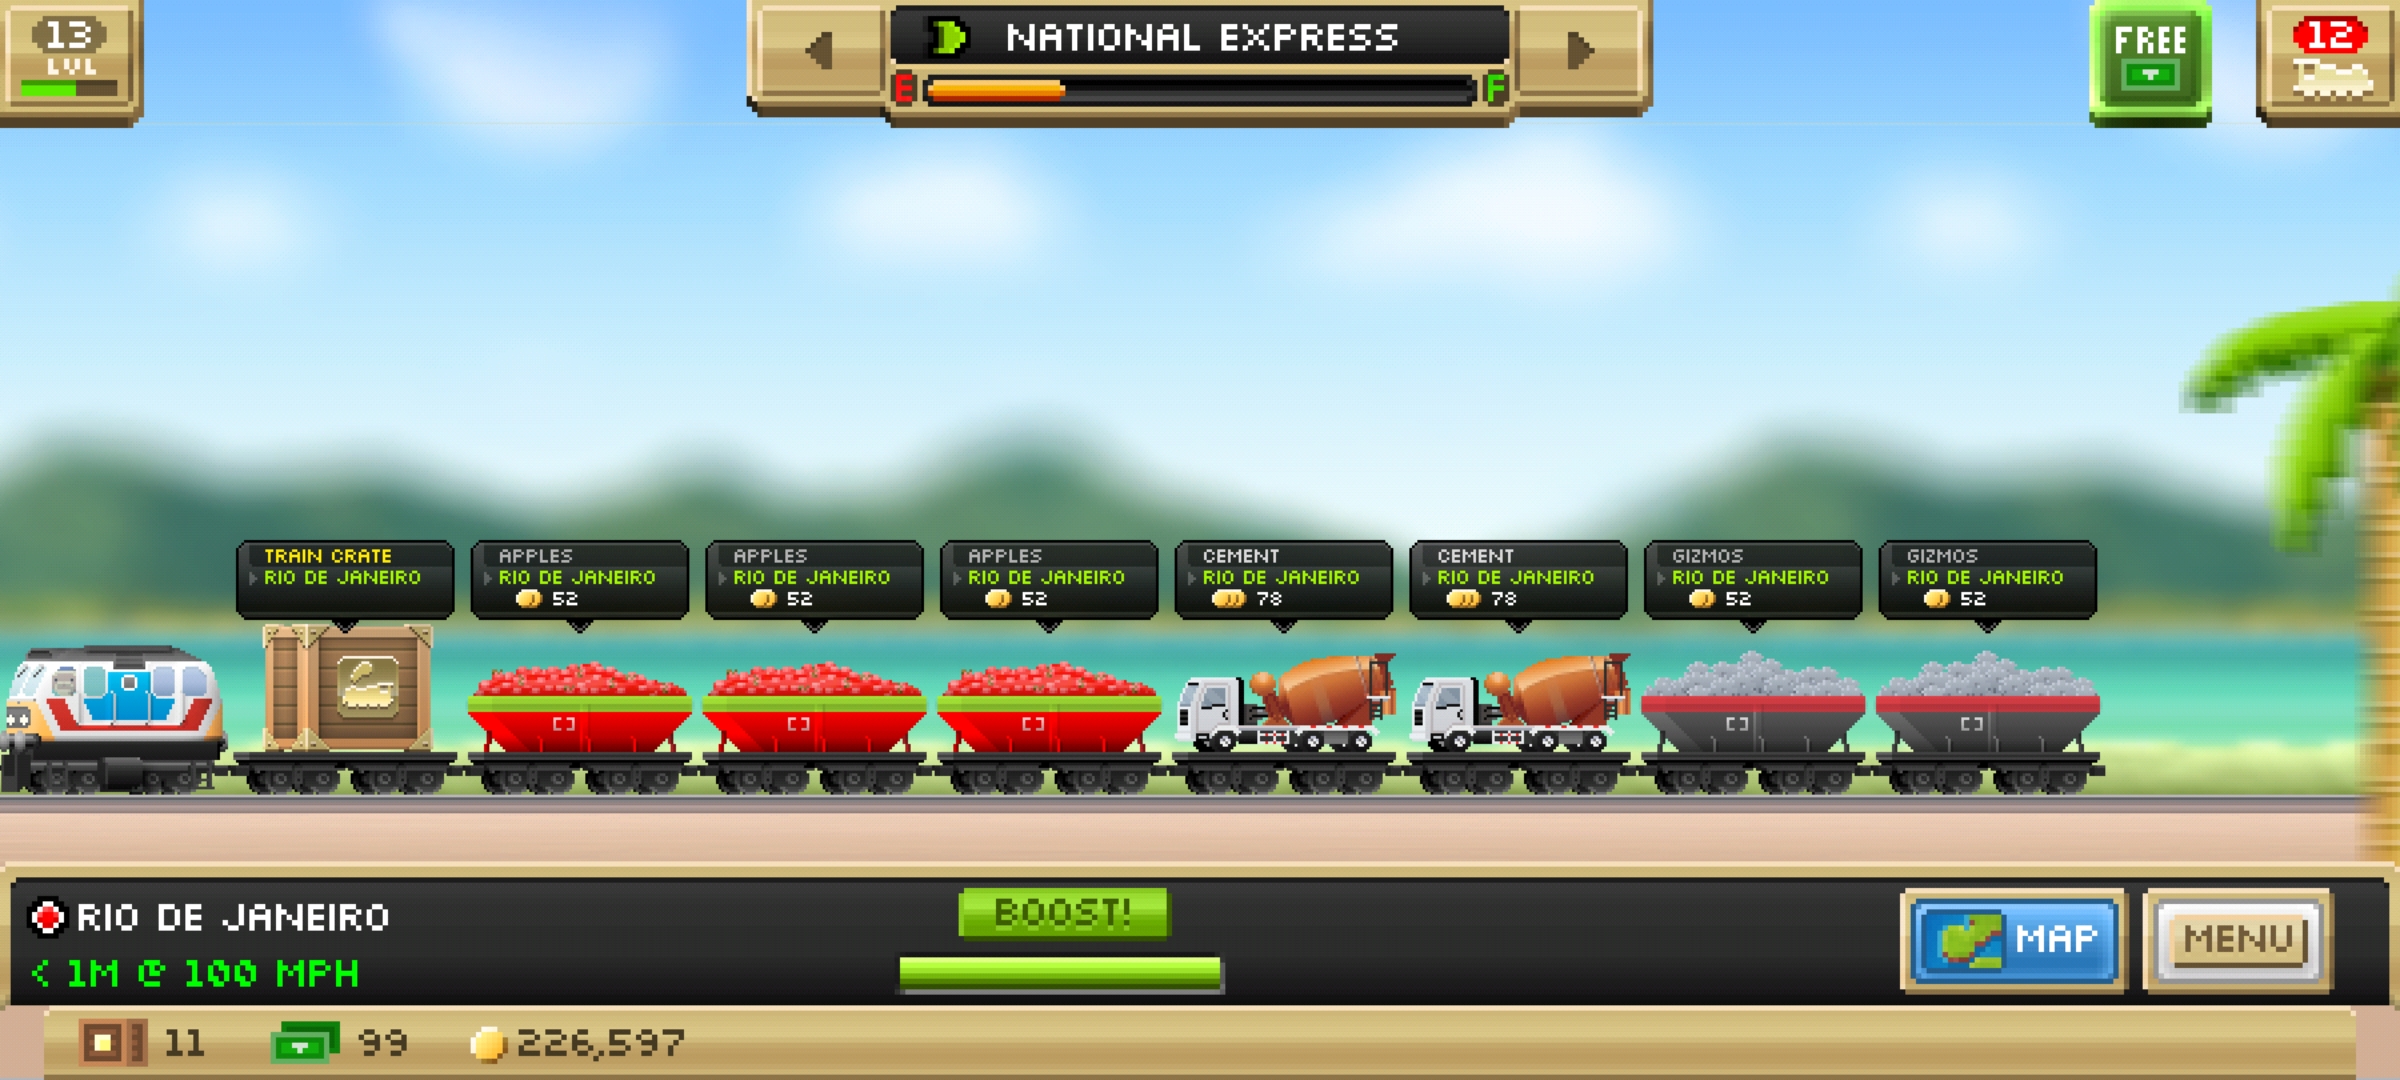 13
LVL
NATIONAL EXPRESS
E F
FREE
12
TRAIN CRATE
RIO DE JANEIRO
APPLES
RIO DE JANEIRO
52
APPLES
RIO DE JANEIRO
52
APPLES
RIO DE JANEIRO
52
CEMENT
RIO DE JANEIRO
78
CEMENT
RIO DE JANEIRO
78
GIZMOS
RIO DE JANEIRO
52
GIZMOS
RIO DE JANEIRO
52
RIO DE JANEIRO
< 1M @ 100 MPH
BOOST!
MAP
MENU
11 99 226,597